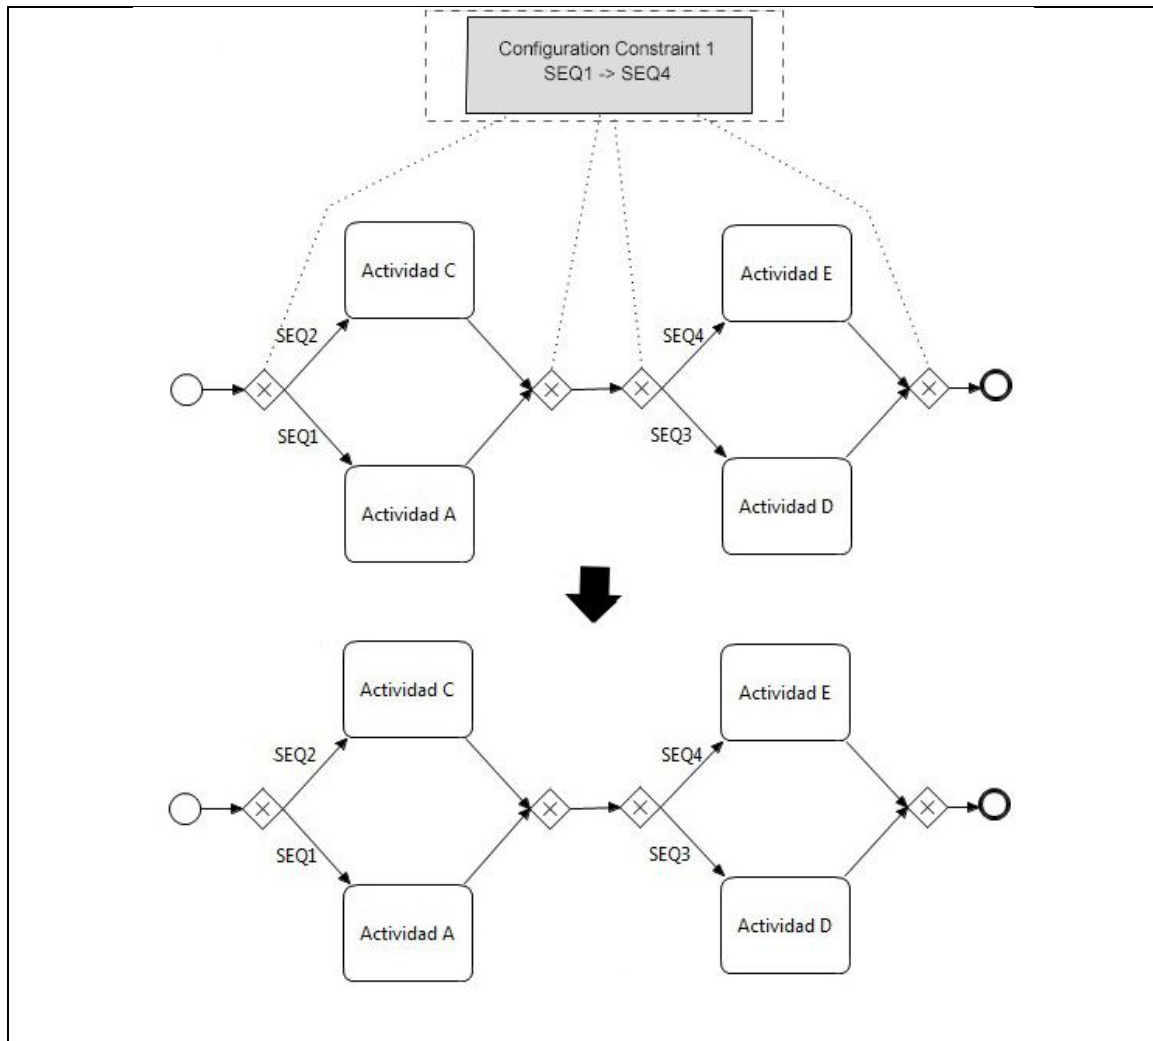 Configuration Constraint 1
SEQ1 -> SEQ4
Actividad C
Actividad E
SEQ2
SEQ4
SEQ1
SEQ3
Actividad A
Actividad D
Actividad C
Actividad E
SEQ2
SEQ4
SEQ1
SEQ3
Actividad A
Actividad D